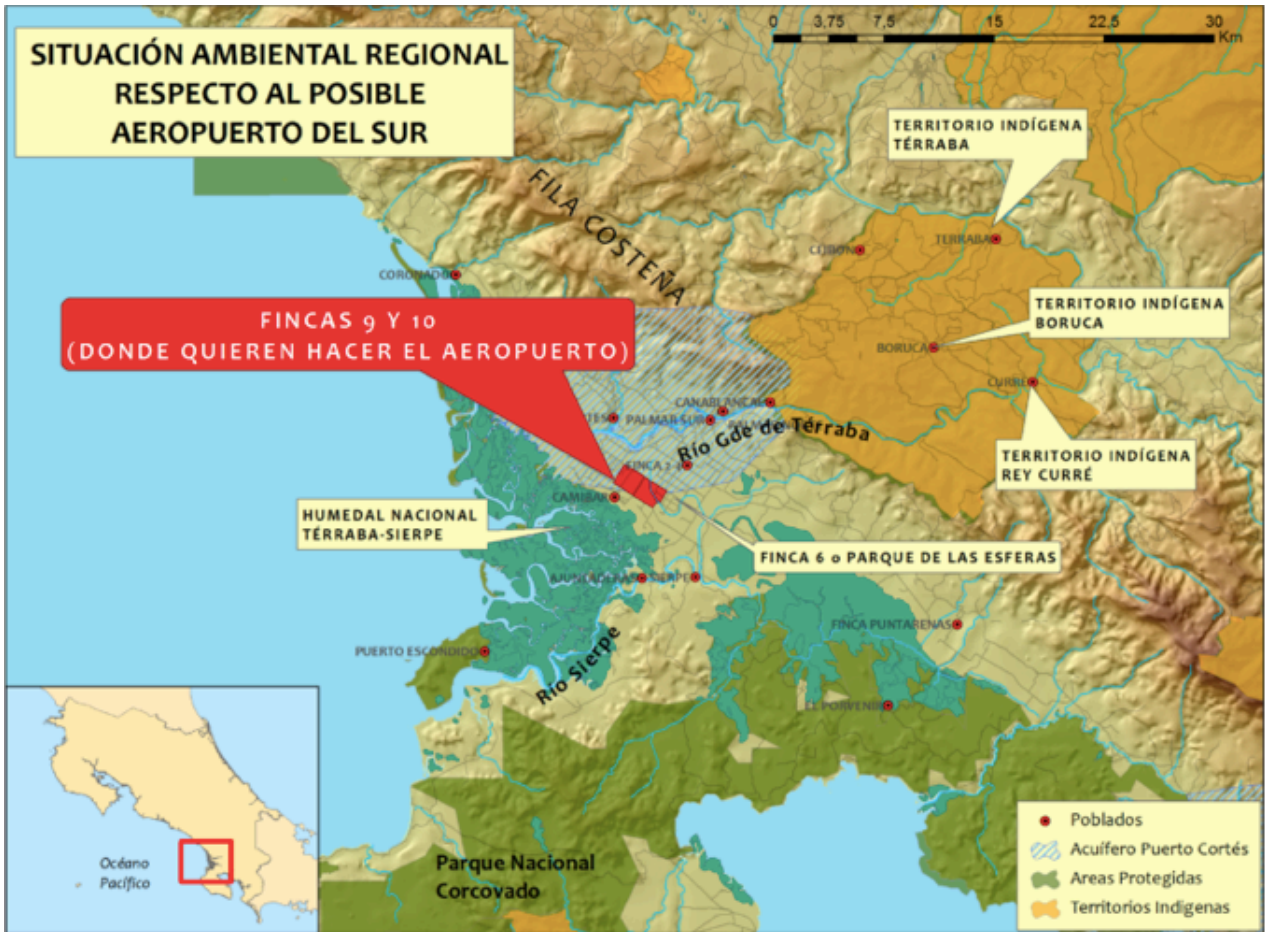 SITUACIÓN AMBIENTAL REGIONAL
RESPECTO AL POSIBLE
AEROPUERTO DEL SUR
0 3,75 7,5 15 22,5 30
Km
TERRITORIO INDÍGENA
TÉRRABA
FILA COSTEÑA
TERRABA
CORONADO
TERRITORIO INDÍGENA
BORUCA
FINCAS 9 Y 10
(DONDE QUIEREN HACER EL AEROPUERTO)
BORUCA
CURRÉ
CANABLANCAL
TES
PALMAR SUR
Río Gde de Térraba
TERRITORIO INDÍGENA
REY CURRÉ
CAMIBAR
HUMEDAL NACIONAL
TÉRRABA-SIERPE
FINCA 6 o PARQUE DE LAS ESFERAS
AJUNTADERAS
SIERPE
FINCA PUNTARENAS
PUERTO ESCONDIDO
Río Sierpe
EL PORVENIR
Océano
Pacífico
Parque Nacional
Corcovado
Poblados
Acuífero Puerto Cortés
Areas Protegidas
Territorios Indigenas